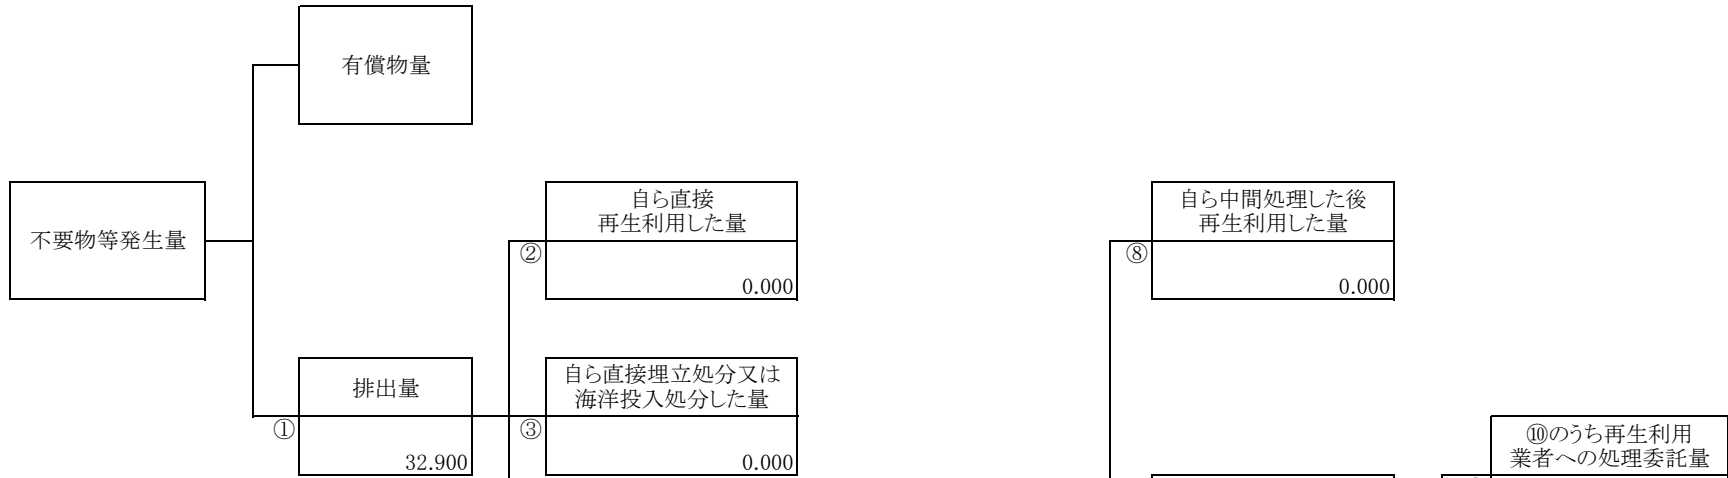 有償物量
不要物等発生量
自ら直接
再生利用した量
②
0.000
自ら中間処理した後
再生利用した量
⑧
0.000
排出量
①
32.900
自ら直接埋立処分又は
海洋投入処分した量
③
0.000
⑩のうち再生利用
業者への処理委託量